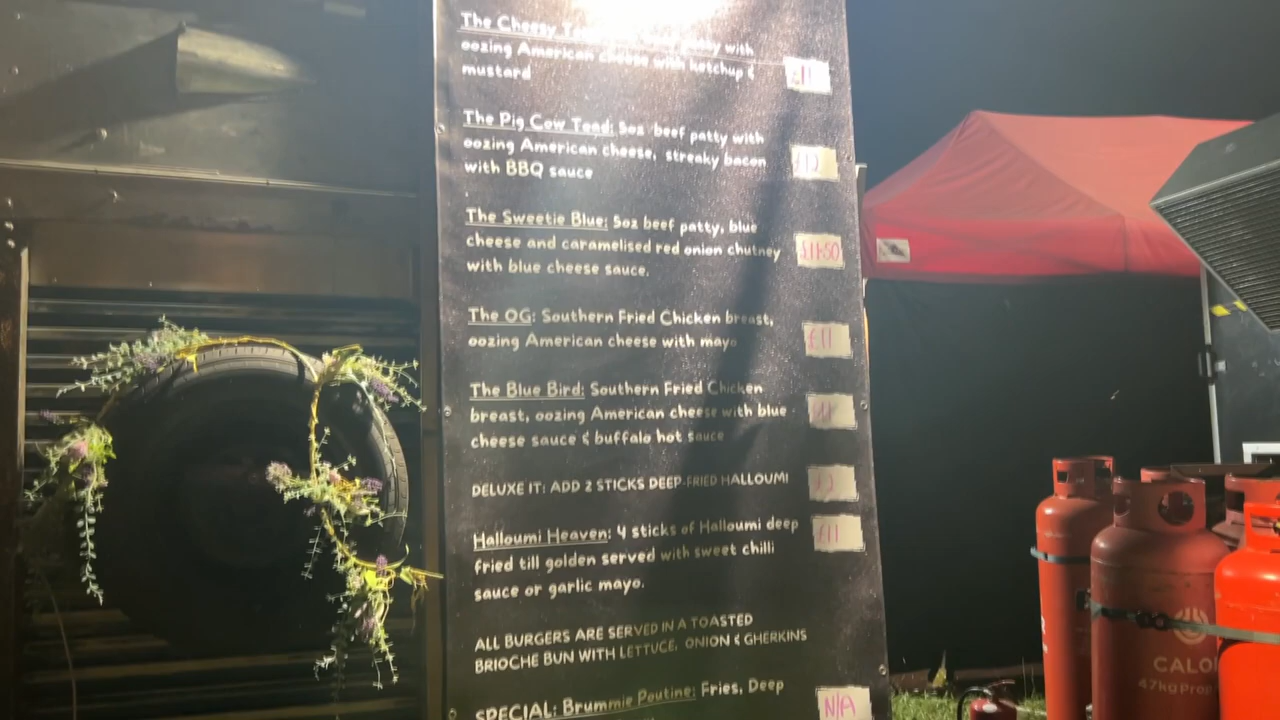 The Cheesy patty with
oozing American cheese with ketchup &
mustard
£11
The Pig Cow Toad: 5oz beef patty with
oozing American cheese, streaky bacon
with BBQ sauce
£12
The Sweetie Blue: 5oz beef patty, blue
cheese and caramelised red onion chutney
with blue cheese sauce.
£11.50
The OG: Southern Fried Chicken breast,
oozing American cheese with mayo
£11
The Blue Bird: Southern Fried Chicken
breast, oozing American cheese with blue
cheese sauce & buffalo hot sauce
DELUXE IT: ADD 2 STICKS DEEP-FRIED HALLOUMI
£2
Halloumi Heaven: 4 sticks of Halloumi deep
fried till golden served with sweet chilli
sauce or garlic mayo.
£11
ALL BURGERS ARE SERVED IN A TOASTED
BRIOCHE BUN WITH LETTUCE, ONION & GHERKINS
SPECIAL: Brummie Poutine: Fries, Deep
N/A
CALOR
47kg Prop